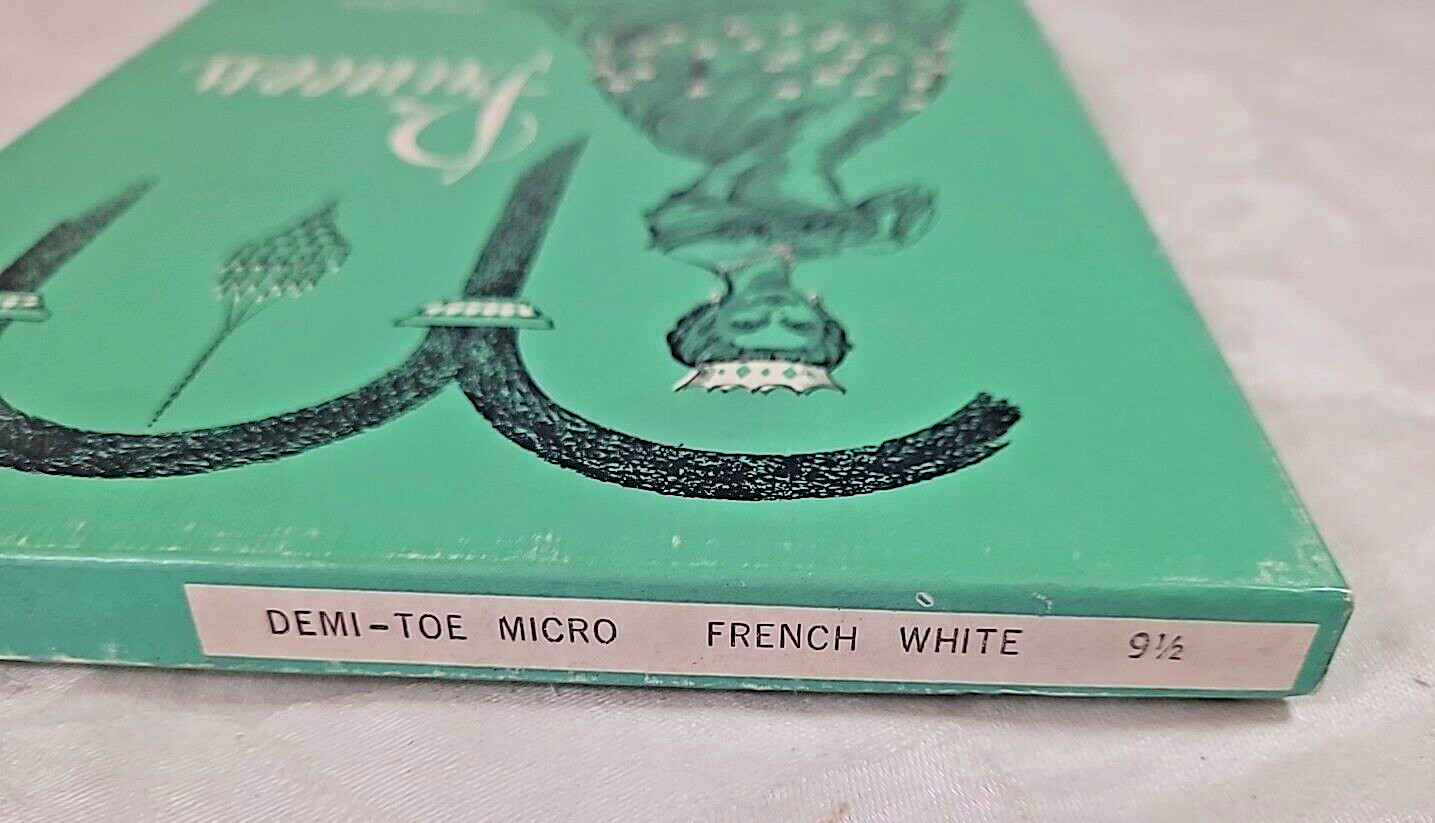 Princess
DEMI-TOE MICRO FRENCH WHITE 9½